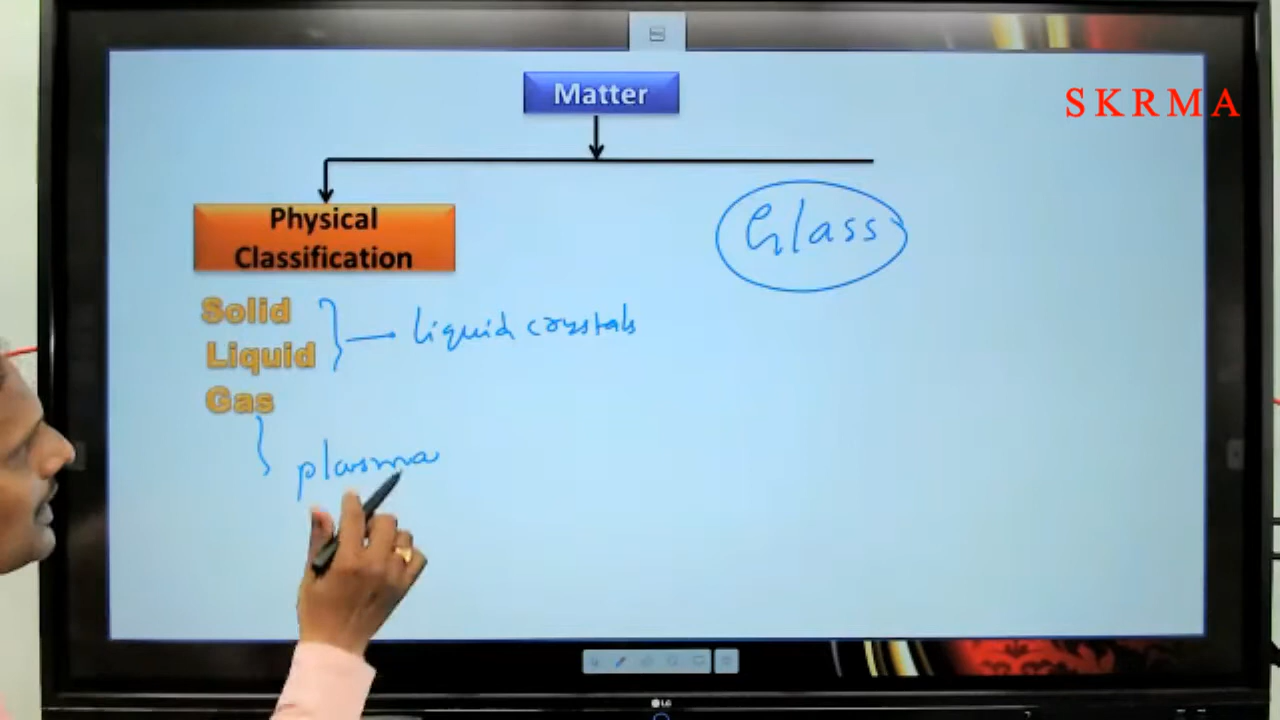 Matter
SKRMA
Physical
Classification
Glass
Solid
Liquid
liquid crystals
Gas
plasma
LG